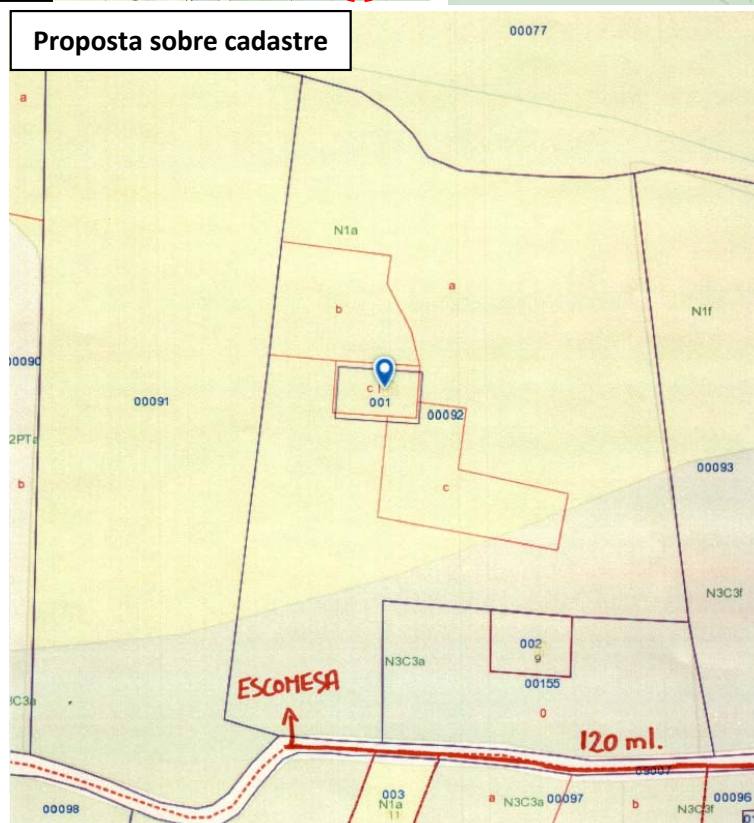 Proposta sobre cadastre
00077
a
N1a
a
b
N1f
00090
00091
c
001
00092
2PTa
b
c
00093
N3C3f
002
9
N3C3a
00155
ESCOMESA
0
120 ml.
09007
003
N1a
11
a
N3C3a
00097
b
N3C3f
00096
00098